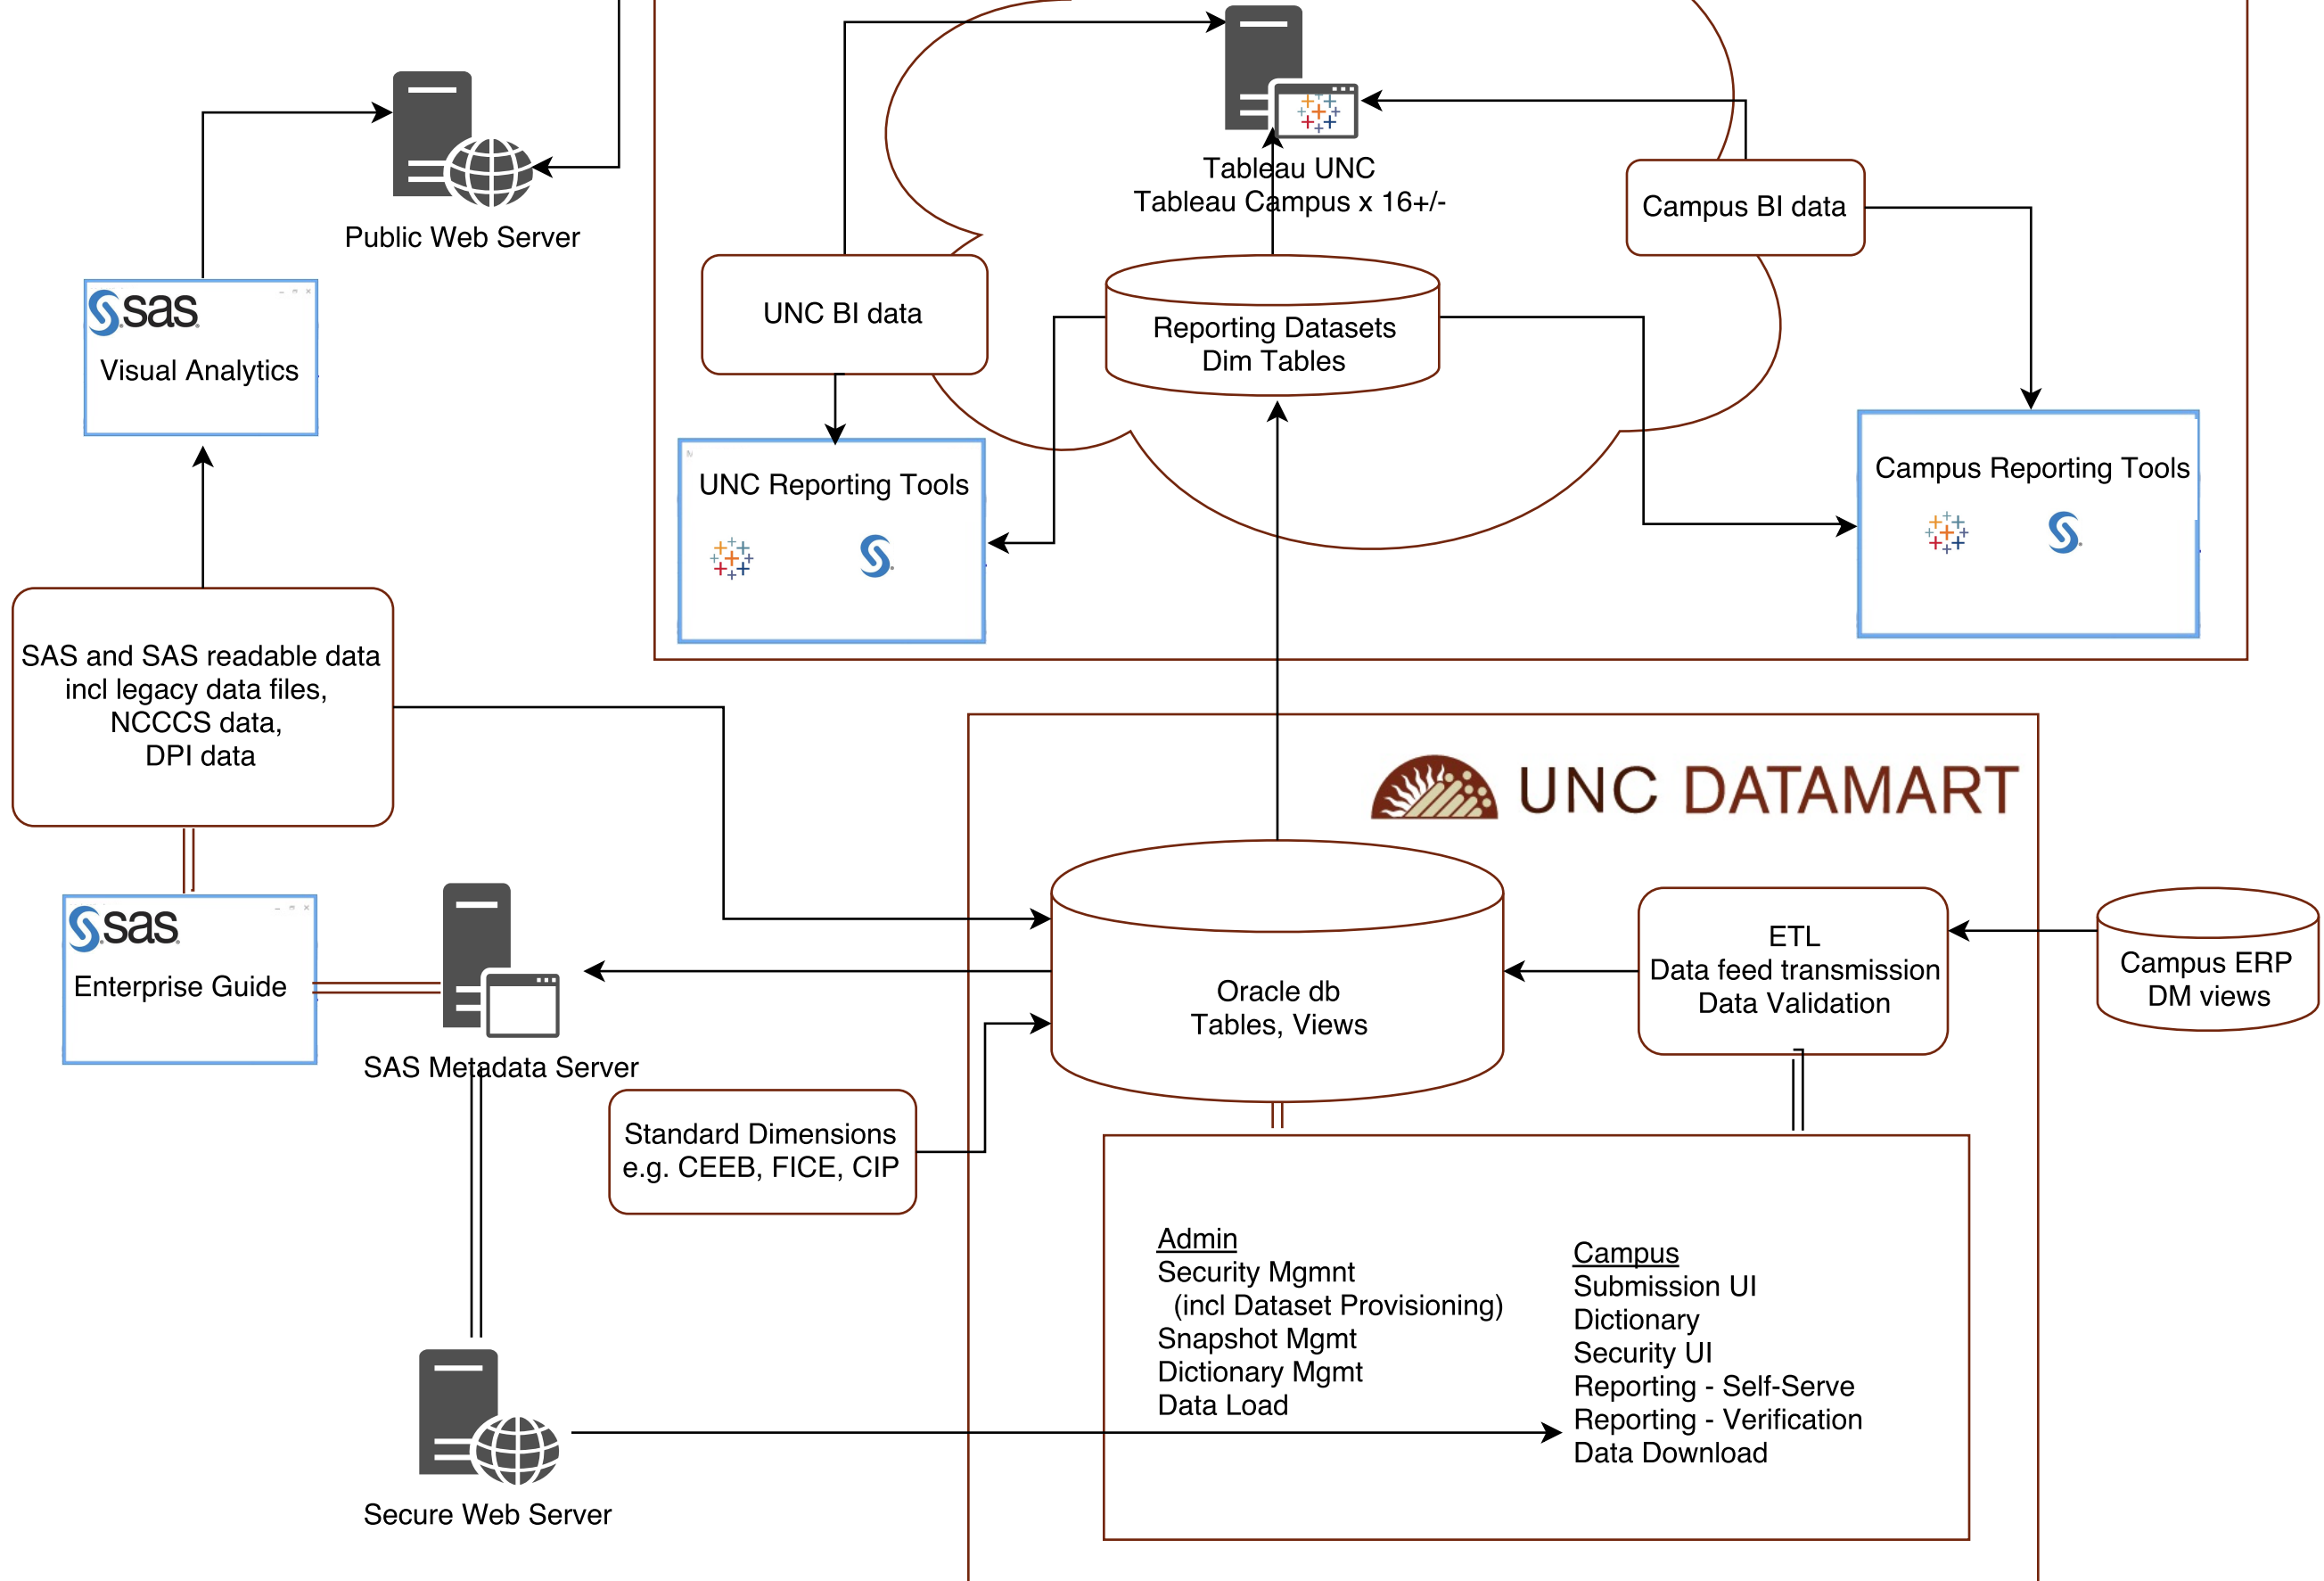 Tableau UNC
Tableau Campus x 16+/-
Public Web Server
Campus BI data
UNC BI data
Reporting Datasets
Dim Tables
sas
Visual Analytics
UNC Reporting Tools
Campus Reporting Tools
SAS and SAS readable data
incl legacy data files,
NCCCS data,
DPI data
UNC DATAMART
sas
Enterprise Guide
SAS Metadata Server
Oracle db
Tables, Views
ETL
Data feed transmission
Data Validation
Campus ERP
DM views
Standard Dimensions
e.g. CEEB, FICE, CIP
Admin
Security Mgmnt
(incl Dataset Provisioning)
Snapshot Mgmt
Dictionary Mgmt
Data Load
Campus
Submission UI
Dictionary
Security UI
Reporting - Self-Serve
Reporting - Verification
Data Download
Secure Web Server